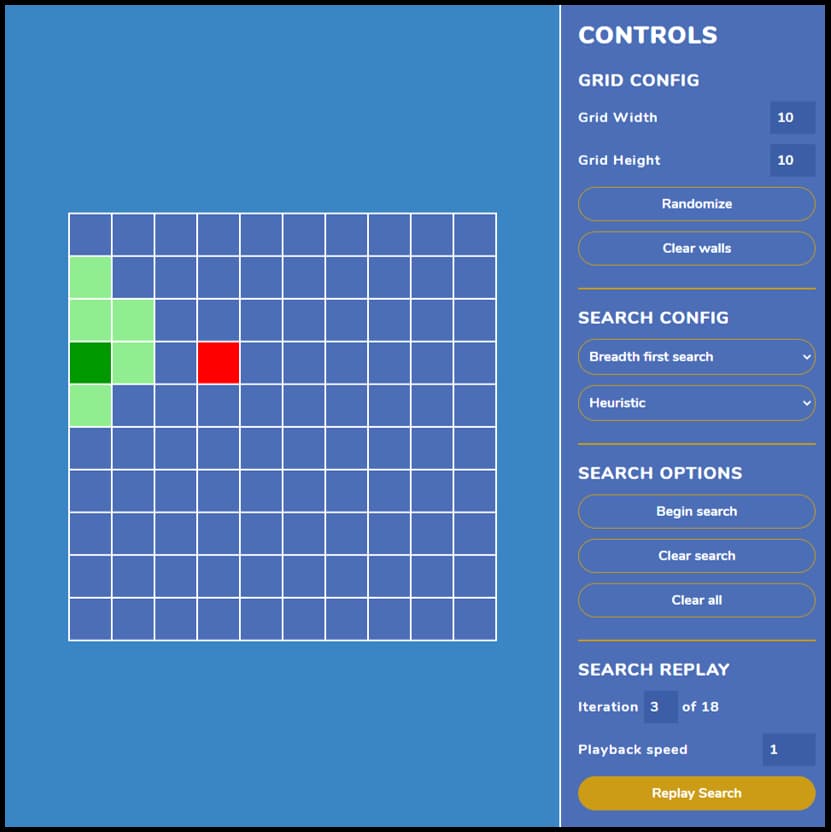 CONTROLS
GRID CONFIG
Grid Width 10
Grid Height 10
Randomize
Clear walls
SEARCH CONFIG
Breadth first search
Heuristic
SEARCH OPTIONS
Begin search
Clear search
Clear all
SEARCH REPLAY
Iteration 3 of 18
Playback speed 1
Replay Search